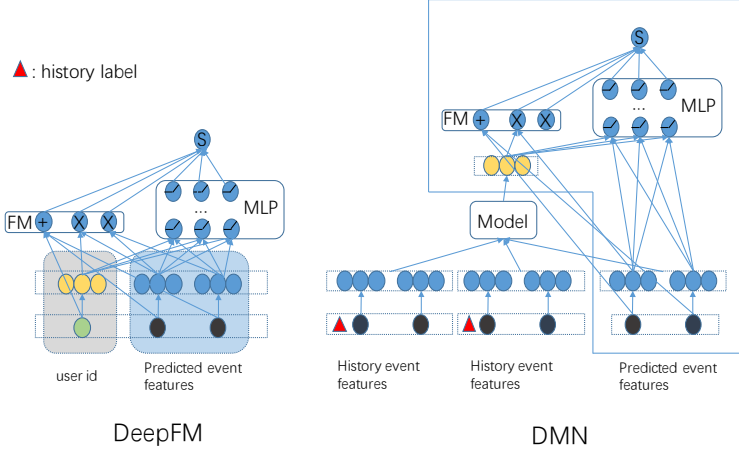 : history label
S
FM
+
X
X
...
MLP
user id
Predicted event
features
DeepFM
S
FM
+
X
X
...
MLP
Model
History event
features
History event
features
Predicted event
features
DMN